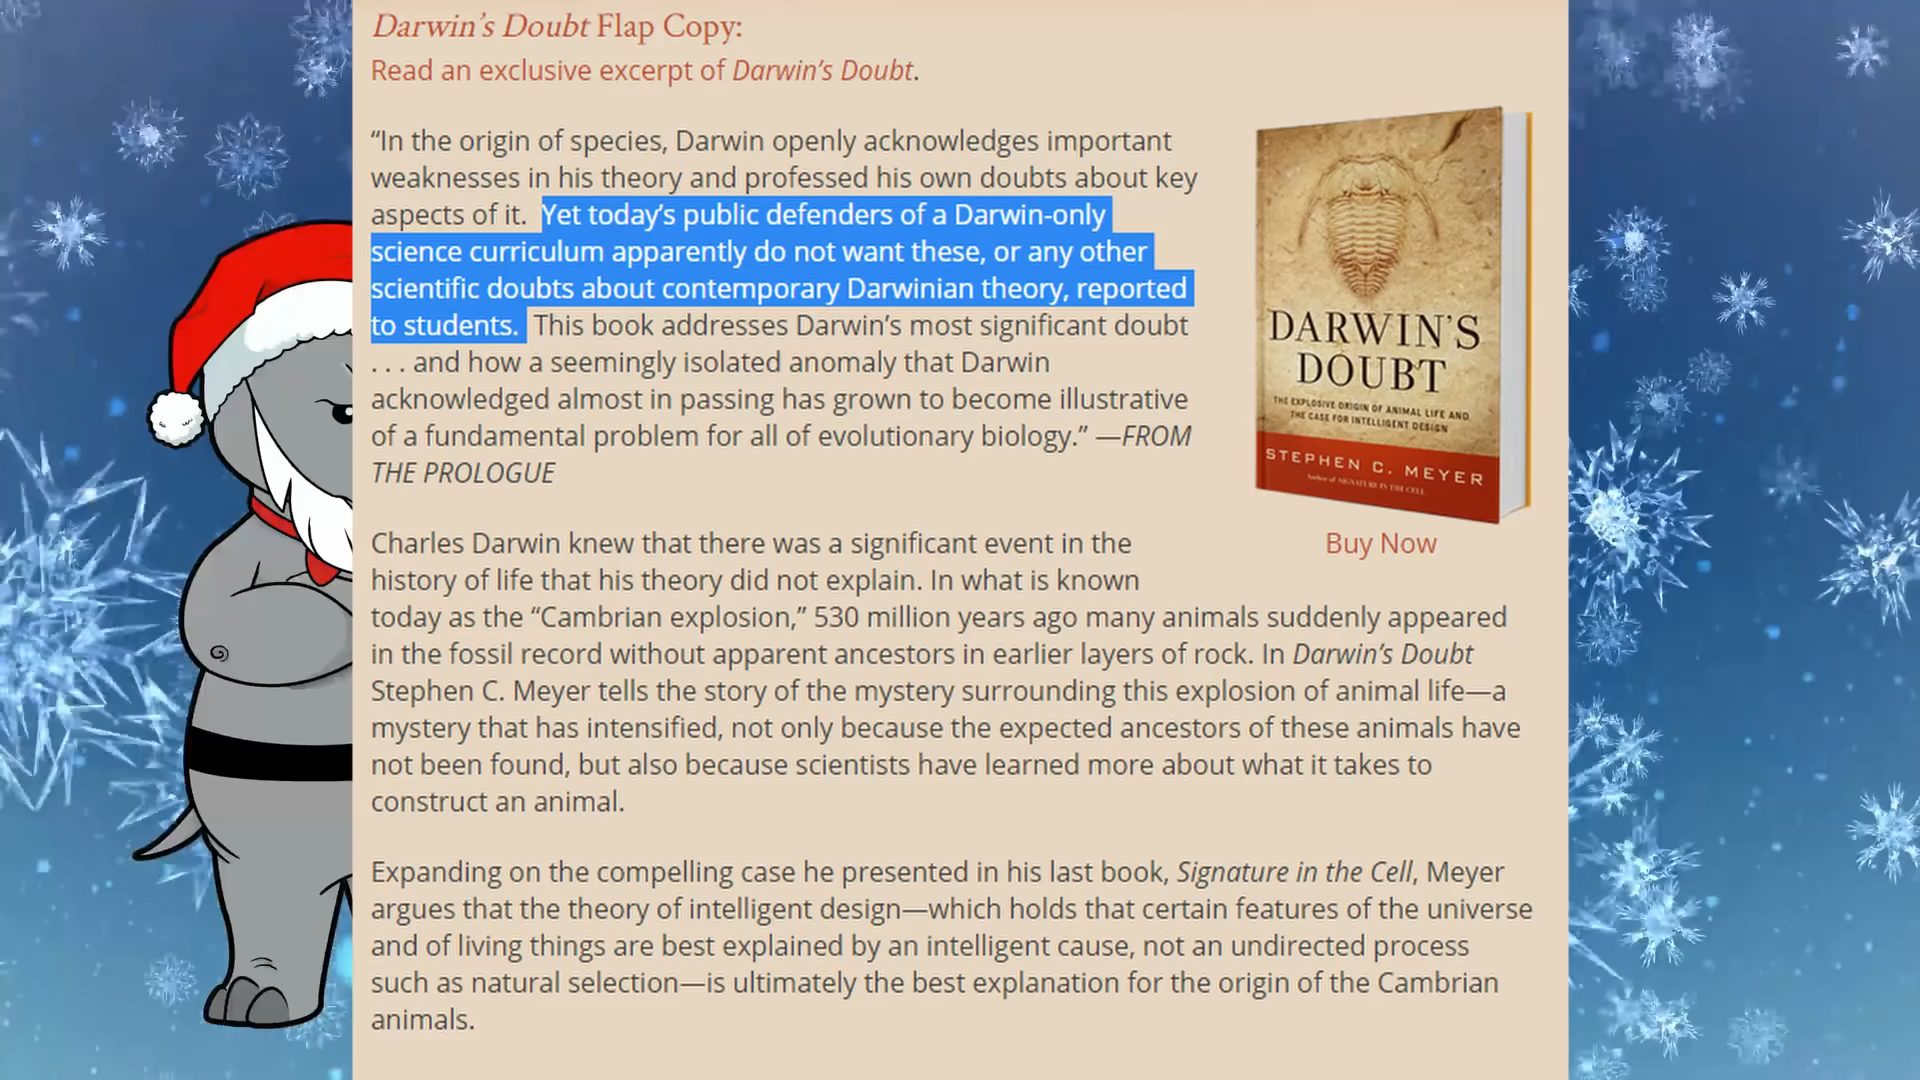 Darwin's Doubt Flap Copy:
Read an exclusive excerpt of Darwin's Doubt.
“In the origin of species, Darwin openly acknowledges important
weaknesses in his theory and professed his own doubts about key
aspects of it. Yet today's public defenders of a Darwin-only
science curriculum apparently do not want these, or any other
scientific doubts about contemporary Darwinian theory, reported
to students. This book addresses Darwin's most significant doubt
. . . and how a seemingly isolated anomaly that Darwin
acknowledged almost in passing has grown to become illustrative
of a fundamental problem for all of evolutionary biology.” —FROM
THE PROLOGUE
DARWIN'S
DOUBT
THE EXPLOSIVE ORIGIN OF ANIMAL LIFE AND
THE CASE FOR INTELLIGENT DESIGN
STEPHEN C. MEYER
Author of SIGNATURE IN THE CELL
Buy Now
Charles Darwin knew that there was a significant event in the
history of life that his theory did not explain. In what is known
today as the “Cambrian explosion,” 530 million years ago many animals suddenly appeared
in the fossil record without apparent ancestors in earlier layers of rock. In Darwin's Doubt
Stephen C. Meyer tells the story of the mystery surrounding this explosion of animal life—a
mystery that has intensified, not only because the expected ancestors of these animals have
not been found, but also because scientists have learned more about what it takes to
construct an animal.
Expanding on the compelling case he presented in his last book, Signature in the Cell, Meyer
argues that the theory of intelligent design—which holds that certain features of the universe
and of living things are best explained by an intelligent cause, not an undirected process
such as natural selection—is ultimately the best explanation for the origin of the Cambrian
animals.